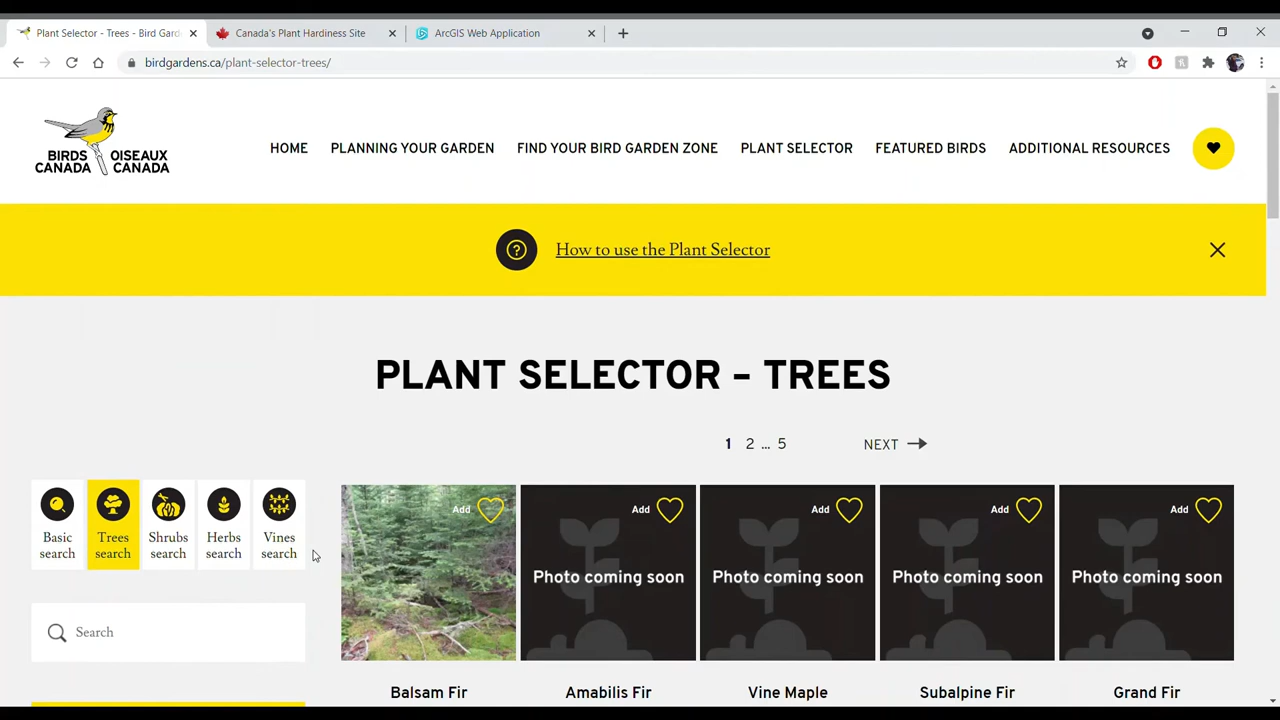 Plant Selector - Trees - Bird Gard
Canada's Plant Hardiness Site
ArcGIS Web Application
birdgardens.ca/plant-selector-trees/
BIRDS CANADA
OISEAUX CANADA
HOME
PLANNING YOUR GARDEN
FIND YOUR BIRD GARDEN ZONE
PLANT SELECTOR
FEATURED BIRDS
ADDITIONAL RESOURCES
How to use the Plant Selector
PLANT SELECTOR – TREES
1 2 ... 5 NEXT
Basic search
Trees search
Shrubs search
Herbs search
Vines search
Search
Add
Add
Photo coming soon
Add
Photo coming soon
Add
Photo coming soon
Add
Photo coming soon
Balsam Fir
Amabilis Fir
Vine Maple
Subalpine Fir
Grand Fir